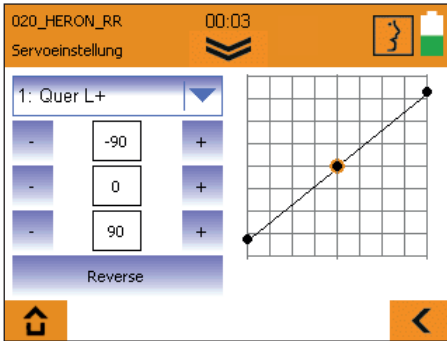 020_HERON_RR 00:03
Servoeinstellung
1: Quer L+
- -90 +
- 0 +
- 90 +
Reverse